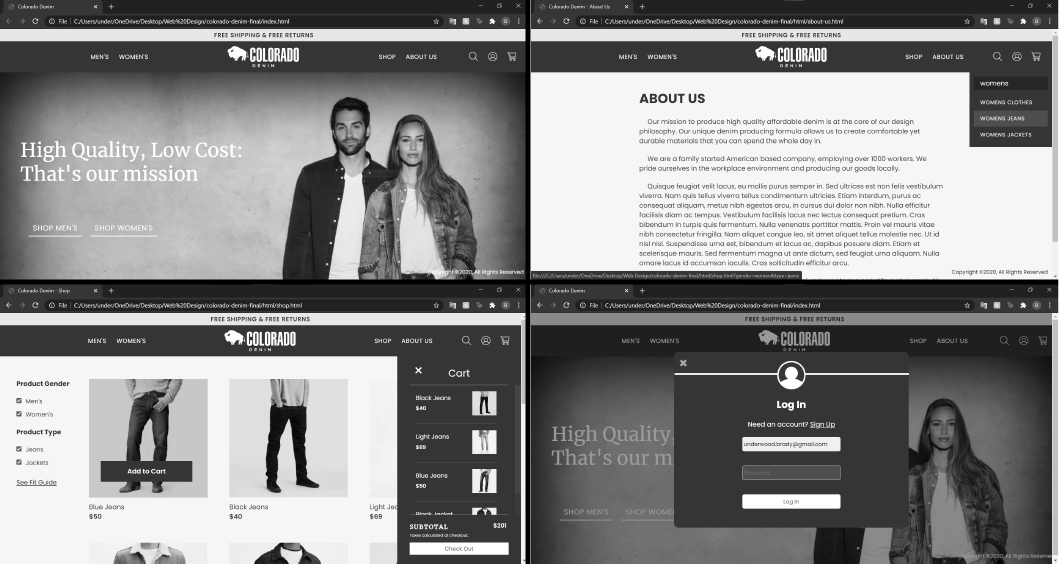 Colorado Denim
File | C:/Users/under/OneDrive/Desktop/Web%20Design/colorado-denim-final/index.html
FREE SHIPPING & FREE RETURNS
MEN'S WOMEN'S
COLORADO
DENIM
SHOP ABOUT US
High Quality, Low Cost:
That's our mission
SHOP MEN'S SHOP WOMEN'S
Copyright ©2020, All Rights Reserved
Colorado Denim - About Us
File | C:/Users/under/OneDrive/Desktop/Web%20Design/colorado-denim-final/html/about-us.html
FREE SHIPPING & FREE RETURNS
MEN'S WOMEN'S
COLORADO
DENIM
SHOP ABOUT US
womens
WOMENS CLOTHES
WOMENS JEANS
WOMENS JACKETS
ABOUT US
Our mission to produce high quality affordable denim is at the core of our design
philosophy. Our unique denim producing formula allows us to create comfortable yet
durable materials that you can spend the whole day in.
We are a family started American based company, employing over 1000 workers. We
pride ourselves in the workplace environment and producing our goods locally.
Quisque feugiat velit lacus, eu mollis purus semper in. Sed ultrices est non felis vestibulum
viverra. Nam quis tellus viverra tellus condimentum ultricies. Etiam interdum, purus ac
consequat aliquam, metus nibh egestas arcu, in cursus dui dolor non nibh. Nulla efficitur
facilisis diam ac tempus. Vestibulum facilisis lacus nec lectus consequat pretium. Cras
bibendum in turpis quis fermentum. Nulla venenatis porttitor mattis. Proin vel mauris vitae
nibh consectetur fringilla. Nam aliquet congue leo, sit amet aliquet tellus molestie nec. Ut id
nisl nisl. Suspendisse urna est, bibendum et lacus ac, dapibus posuere diam. Etiam et
scelerisque mauris. Sed fermentum magna ut ante dictum, sed feugiat urna aliquam. Nulla
ornare lacus id accumsan iaculis. Cras sollicitudin efficitur arcu.
file:///C:/Users/under/OneDrive/Desktop/Web Design/colorado-denim-final/html/shop.html?gender=women&type=jeans
Copyright ©2020, All Rights Reserved
Colorado Denim - Shop
File | C:/Users/under/OneDrive/Desktop/Web%20Design/colorado-denim-final/html/shop.html
FREE SHIPPING & FREE RETURNS
MEN'S WOMEN'S
COLORADO
DENIM
SHOP ABOUT US
Product Gender
Men's
Women's
Product Type
Jeans
Jackets
See Fit Guide
Add to Cart
Blue Jeans
$50
Black Jeans
$40
Light Jeans
$69
Cart
Black Jeans
$40
Light Jeans
$69
Blue Jeans
$50
Black Jacket
SUBTOTAL $201
Taxes calculated at checkout.
Check Out
Colorado Denim
File | C:/Users/under/OneDrive/Desktop/Web%20Design/colorado-denim-final/index.html
FREE SHIPPING & FREE RETURNS
MEN'S WOMEN'S
COLORADO
DENIM
SHOP ABOUT US
High Quality,
That's our m
SHOP MEN'S SHOP WOME
Log In
Need an account? Sign Up
underwood.brady@gmail.com
Password
Log In
Copyright ©2020, All Rights Reserved